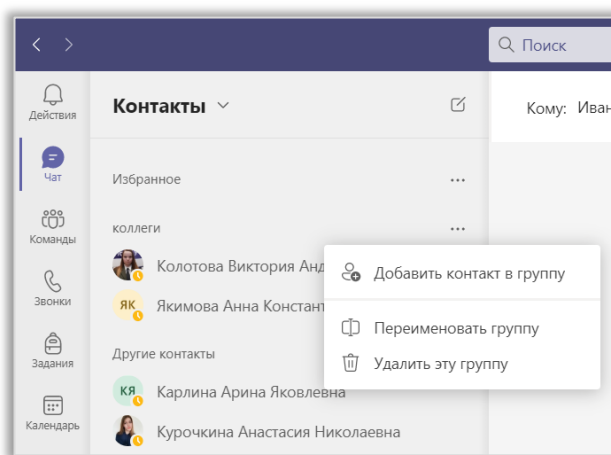 Поиск
Действия
Чат
Команды
Звонки
Задания
Календарь
Контакты
Кому: Иван
Избранное
коллеги
Колотова Виктория Анд
ЯК Якимова Анна Констант
Другие контакты
КЯ Карлина Арина Яковлевна
Курочкина Анастасия Николаевна
Добавить контакт в группу
Переименовать группу
Удалить эту группу